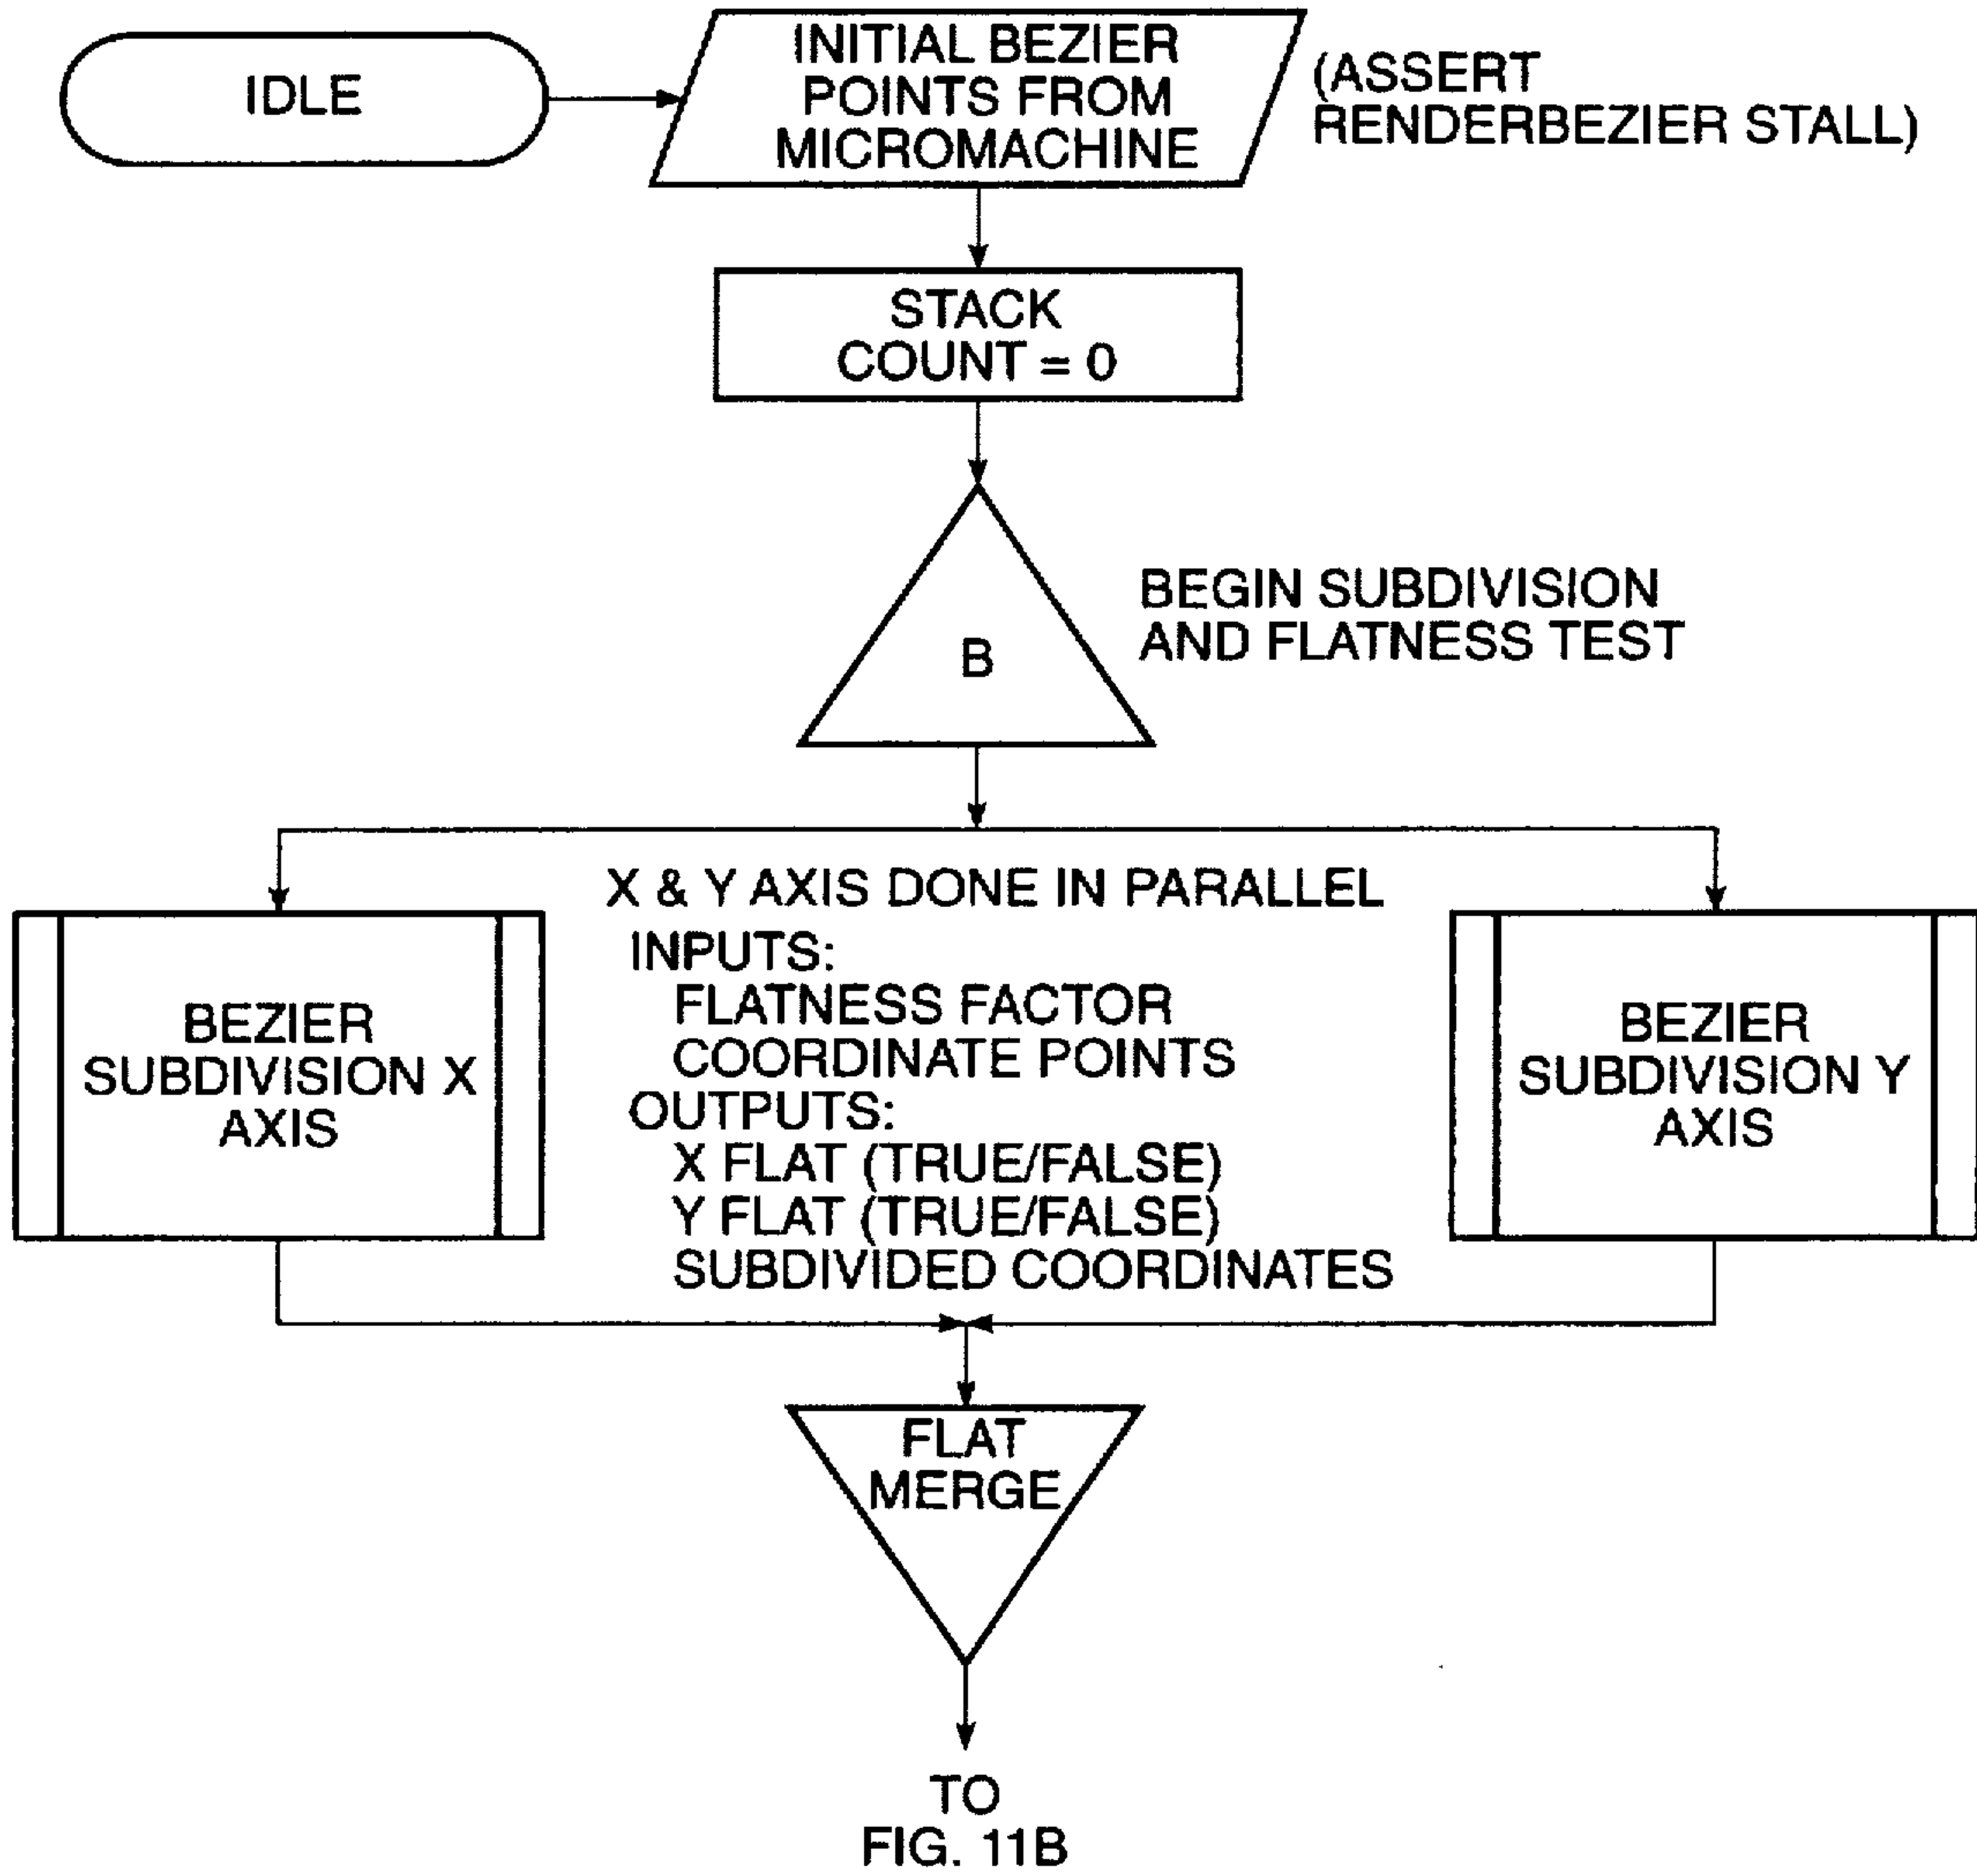 IDLE
INITIAL BEZIER
POINTS FROM
MICROMACHINE
(ASSERT
RENDERBEZIER STALL)
STACK
COUNT = 0
B
BEGIN SUBDIVISION
AND FLATNESS TEST
X & Y AXIS DONE IN PARALLEL
BEZIER
SUBDIVISION X
AXIS
INPUTS:
FLATNESS FACTOR
COORDINATE POINTS
OUTPUTS:
X FLAT (TRUE/FALSE)
Y FLAT (TRUE/FALSE)
SUBDIVIDED COORDINATES
BEZIER
SUBDIVISION Y
AXIS
FLAT
MERGE
TO
FIG. 11B